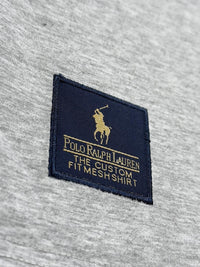 POLO RALPH LAUREN
THE CUSTOM
FIT MESH SHIRT